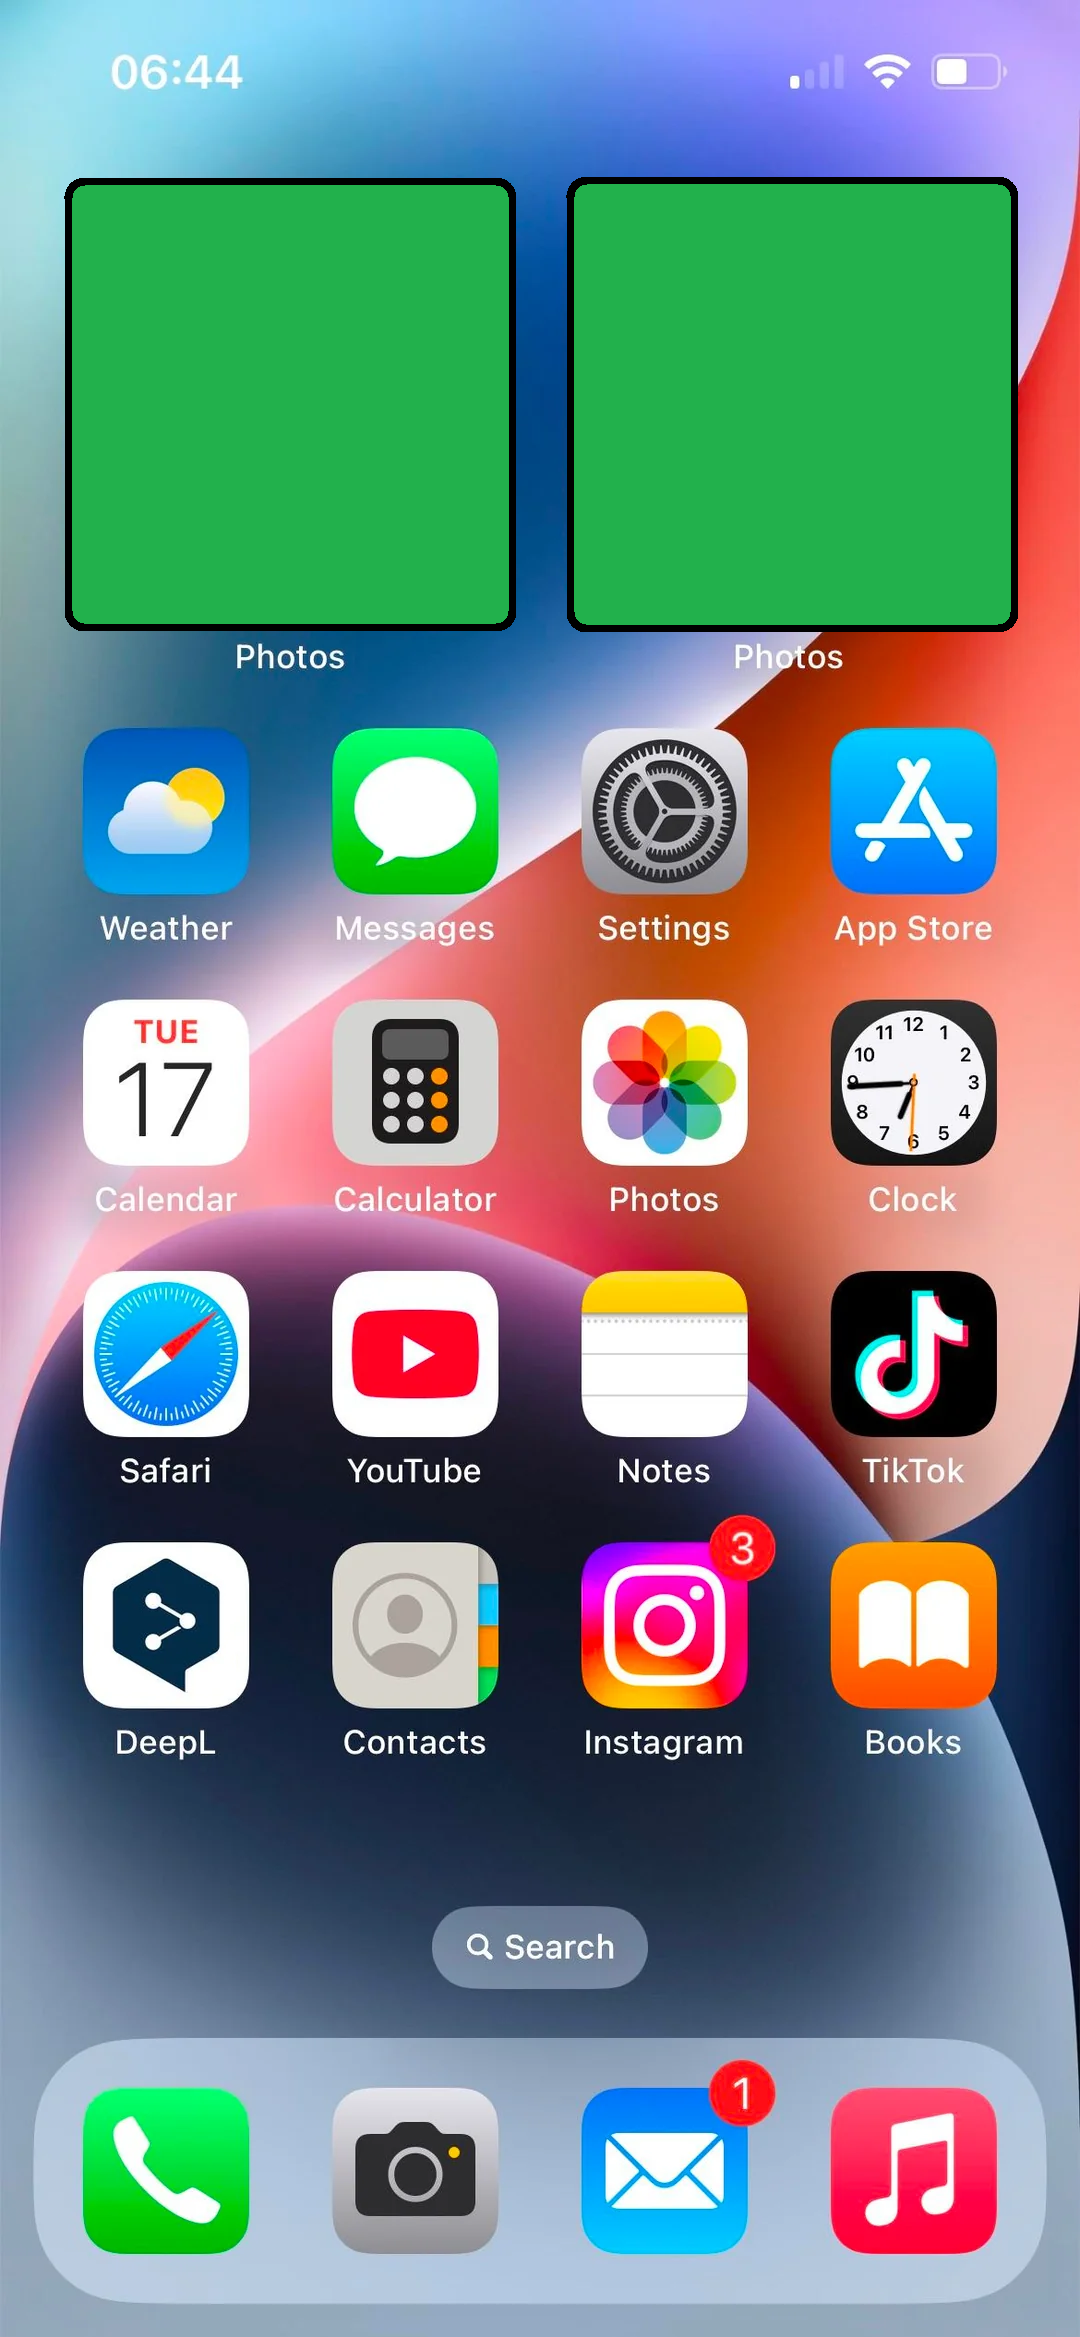 06:44
Photos Photos
Weather Messages Settings App Store
TUE
17
12
11 1
10 2
9 3
8 4
7 5
6
Calendar Calculator Photos Clock
Safari YouTube Notes TikTok
3
DeepL Contacts Instagram Books
Search
1